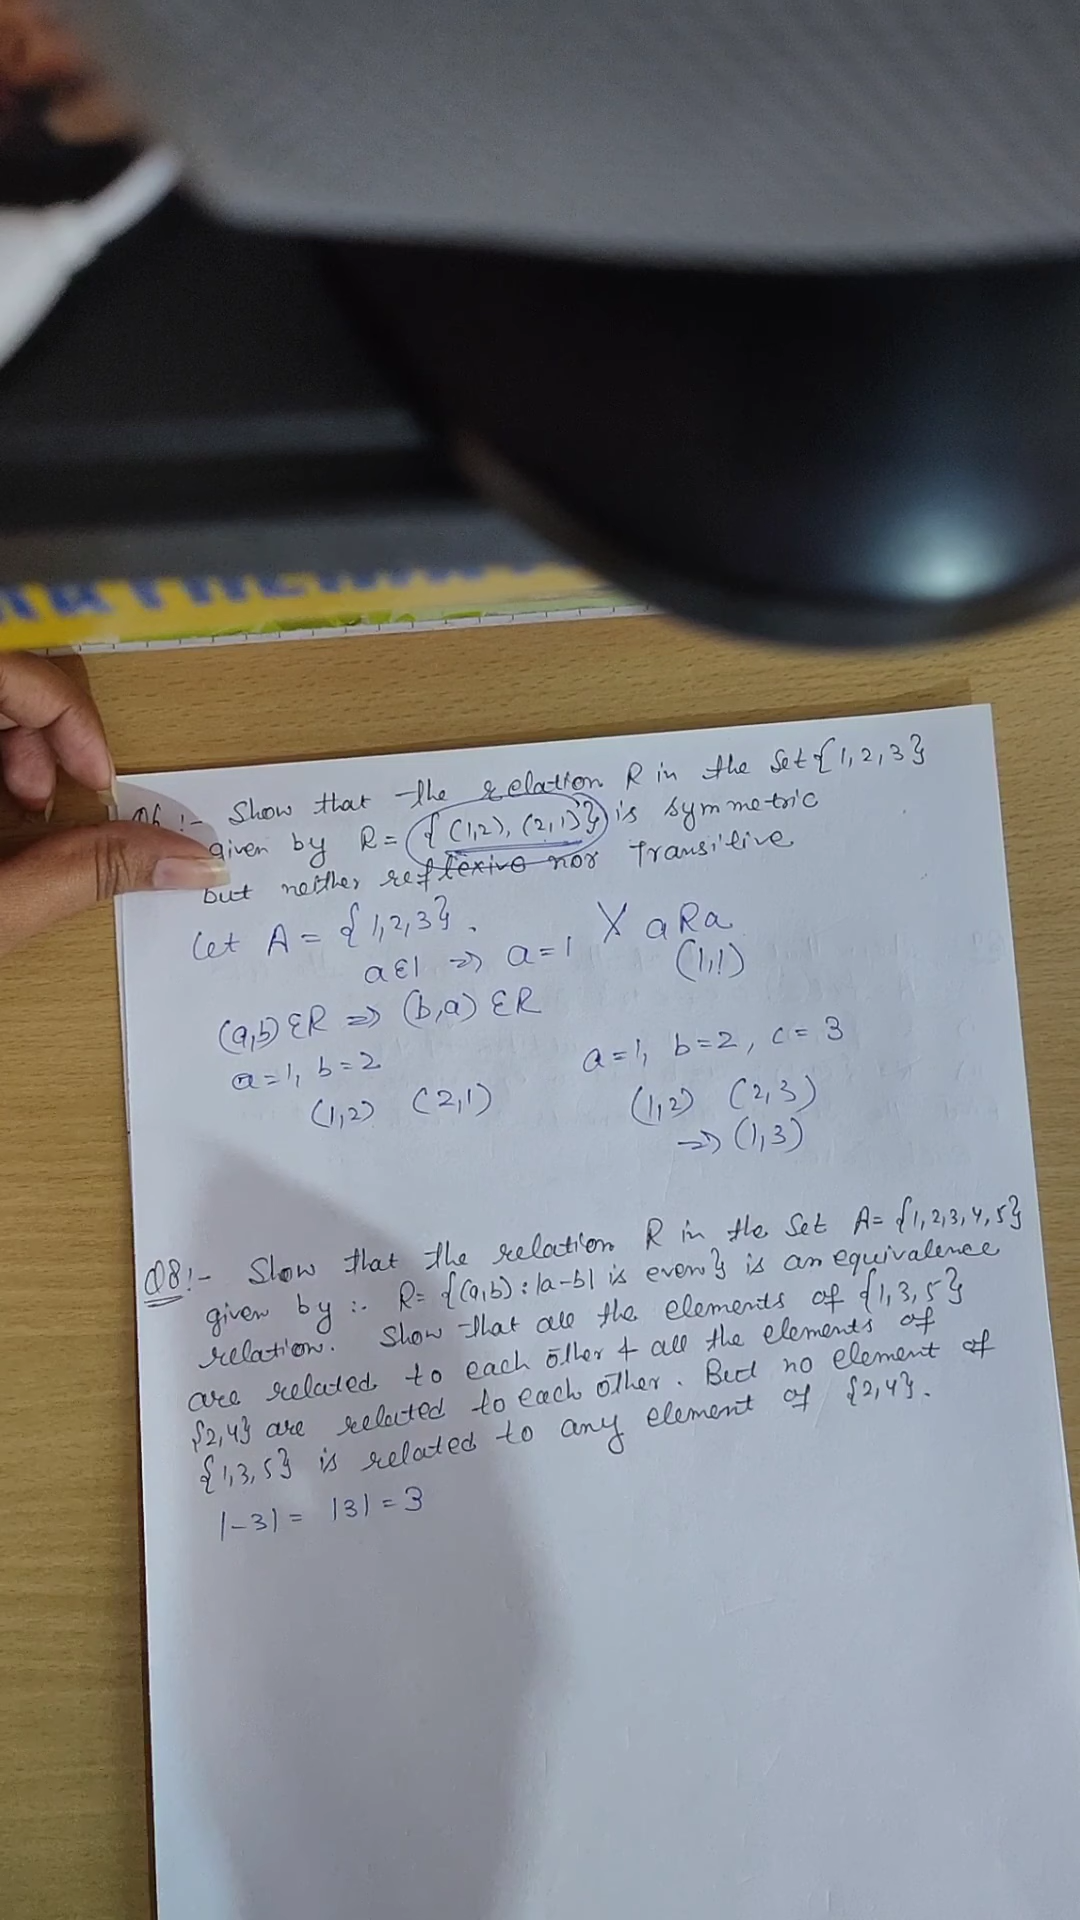 Q6 :- Show that the relation R in the Set {1,2,3}
given by R = {(1,2), (2,1)} is symmetric
but neither reflexive nor Transitive
Let A = {1,2,3}.
a ɛ 1 => a = 1 X aRa
(1,1)
(a,b) ɛ R => (b,a) ɛ R
a = 1, b = 2
(1,2) (2,1)
a = 1, b = 2, c = 3
(1,2) (2,3)
=> (1,3)
Q8 :- Show that the relation R in the Set A = {1,2,3,4,5}
given by :- R = {(a,b) : |a-b| is even} is an equivalence
relation. Show that all the elements of {1,3,5}
are related to each other & all the elements of
{2,4} are related to each other. But no element of
{1,3,5} is related to any element of {2,4}.
|-3| = |3| = 3